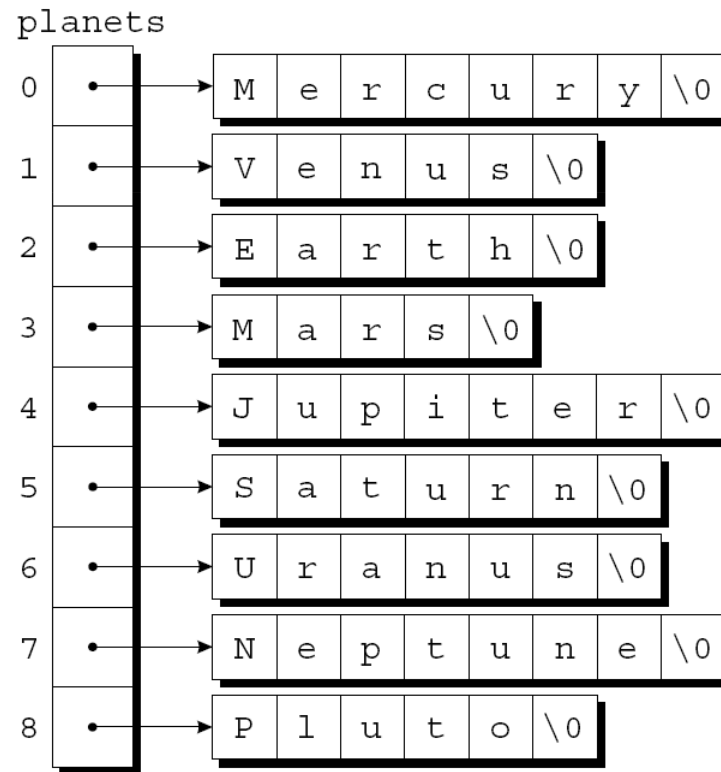 planets
0 M e r c u r y \0
1 V e n u s \0
2 E a r t h \0
3 M a r s \0
4 J u p i t e r \0
5 S a t u r n \0
6 U r a n u s \0
7 N e p t u n e \0
8 P l u t o \0